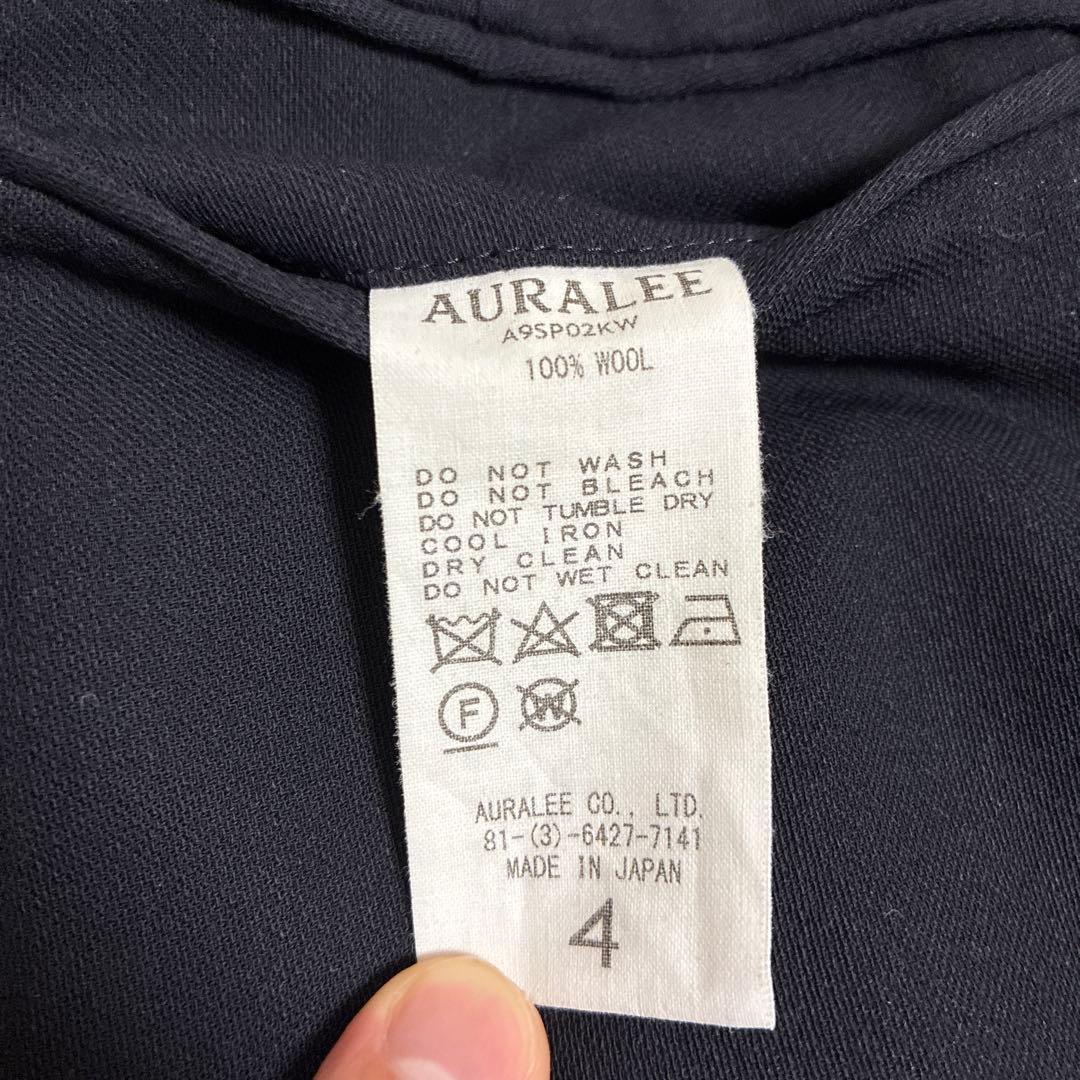 AURALEE
A9SP02KW
100% WOOL
DO NOT WASH
DO NOT BLEACH
DO NOT TUMBLE DRY
COOL IRON
DRY CLEAN
DO NOT WET CLEAN
F W
AURALEE CO., LTD.
81-(3)-6427-7141
MADE IN JAPAN
4